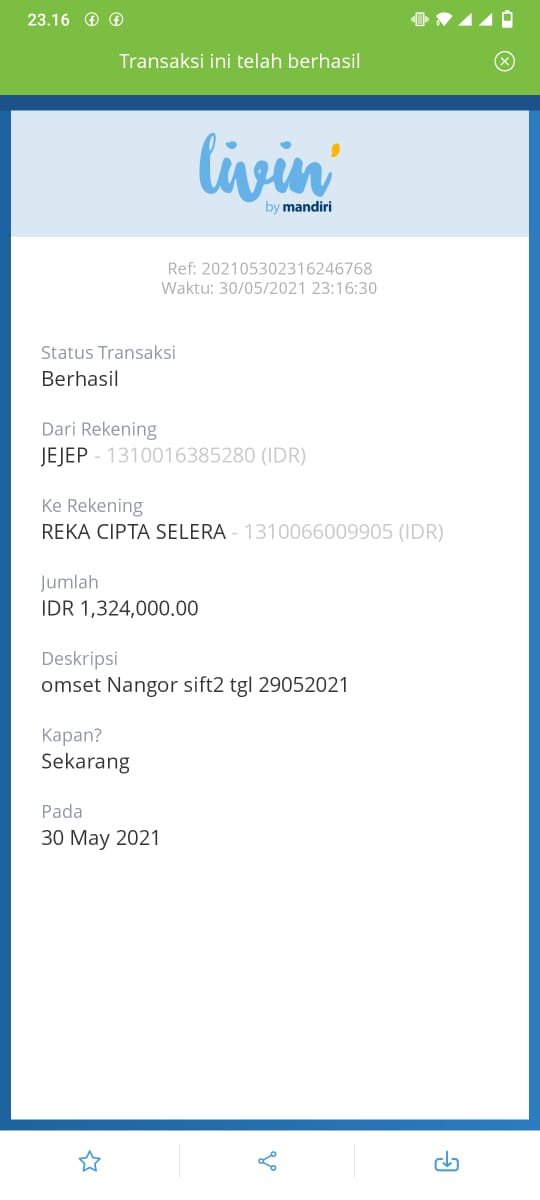 23.16
Transaksi ini telah berhasil
livin'
by mandiri
Ref: 202105302316246768
Waktu: 30/05/2021 23:16:30
Status Transaksi
Berhasil
Dari Rekening
JEJEP - 1310016385280 (IDR)
Ke Rekening
REKA CIPTA SELERA - 1310066009905 (IDR)
Jumlah
IDR 1,324,000.00
Deskripsi
omset Nangor sift2 tgl 29052021
Kapan?
Sekarang
Pada
30 May 2021